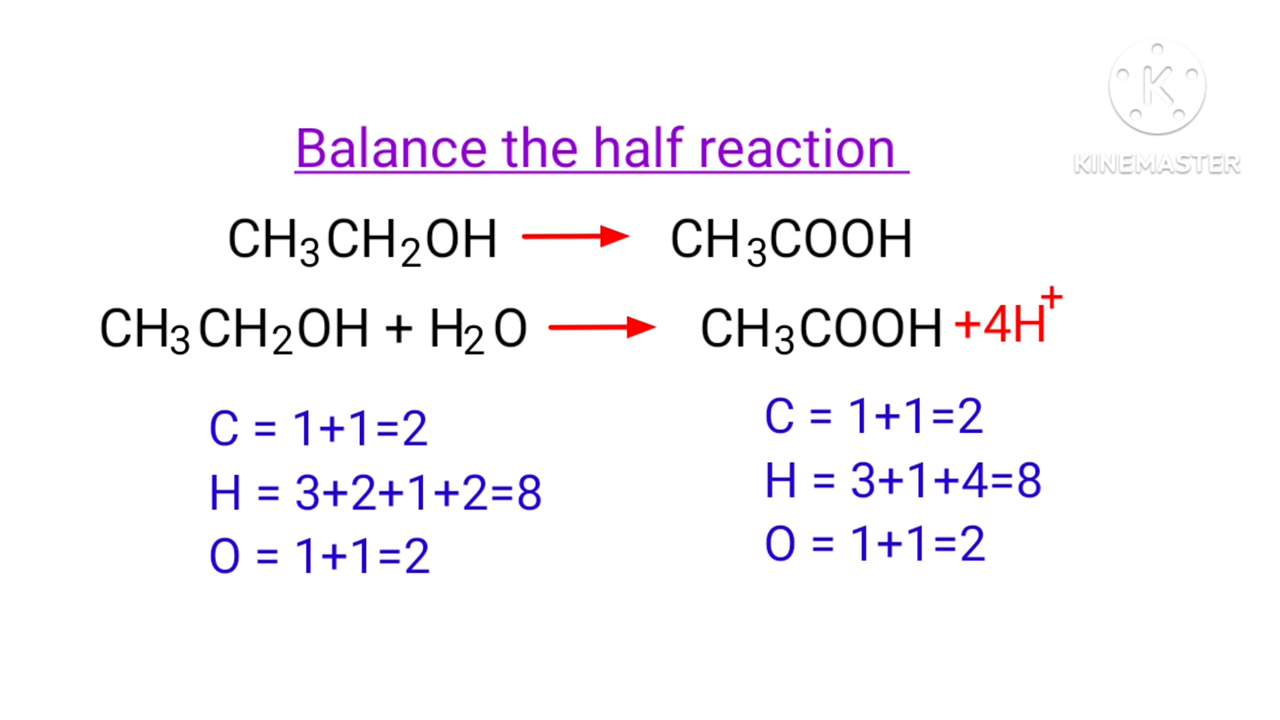 K
KINEMASTER
Balance the half reaction
CH₃CH₂OH → CH₃COOH
CH₃CH₂OH + H₂O → CH₃COOH +4H⁺
C = 1+1=2
H = 3+2+1+2=8
O = 1+1=2
C = 1+1=2
H = 3+1+4=8
O = 1+1=2